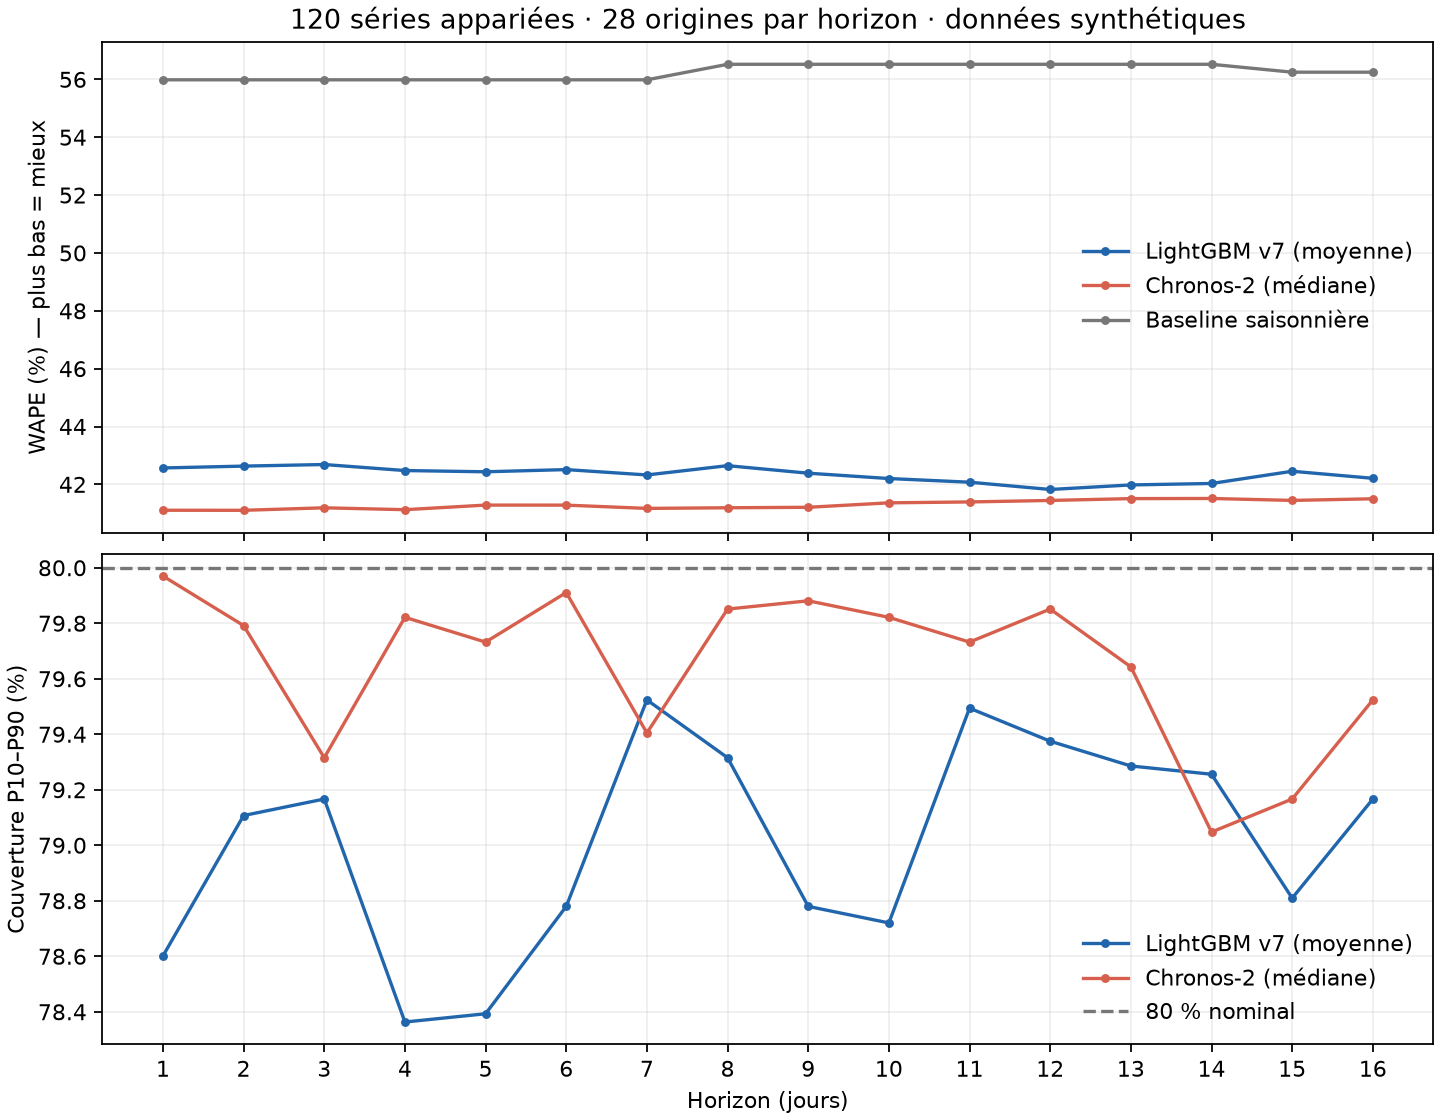 120 séries appariées · 28 origines par horizon · données synthétiques
WAPE (%) — plus bas = mieux
56
54
52
50
48
46
44
42
LightGBM v7 (moyenne)
Chronos-2 (médiane)
Baseline saisonnière
Couverture P10–P90 (%)
80.0
79.8
79.6
79.4
79.2
79.0
78.8
78.6
78.4
LightGBM v7 (moyenne)
Chronos-2 (médiane)
80 % nominal
1 2 3 4 5 6 7 8 9 10 11 12 13 14 15 16
Horizon (jours)